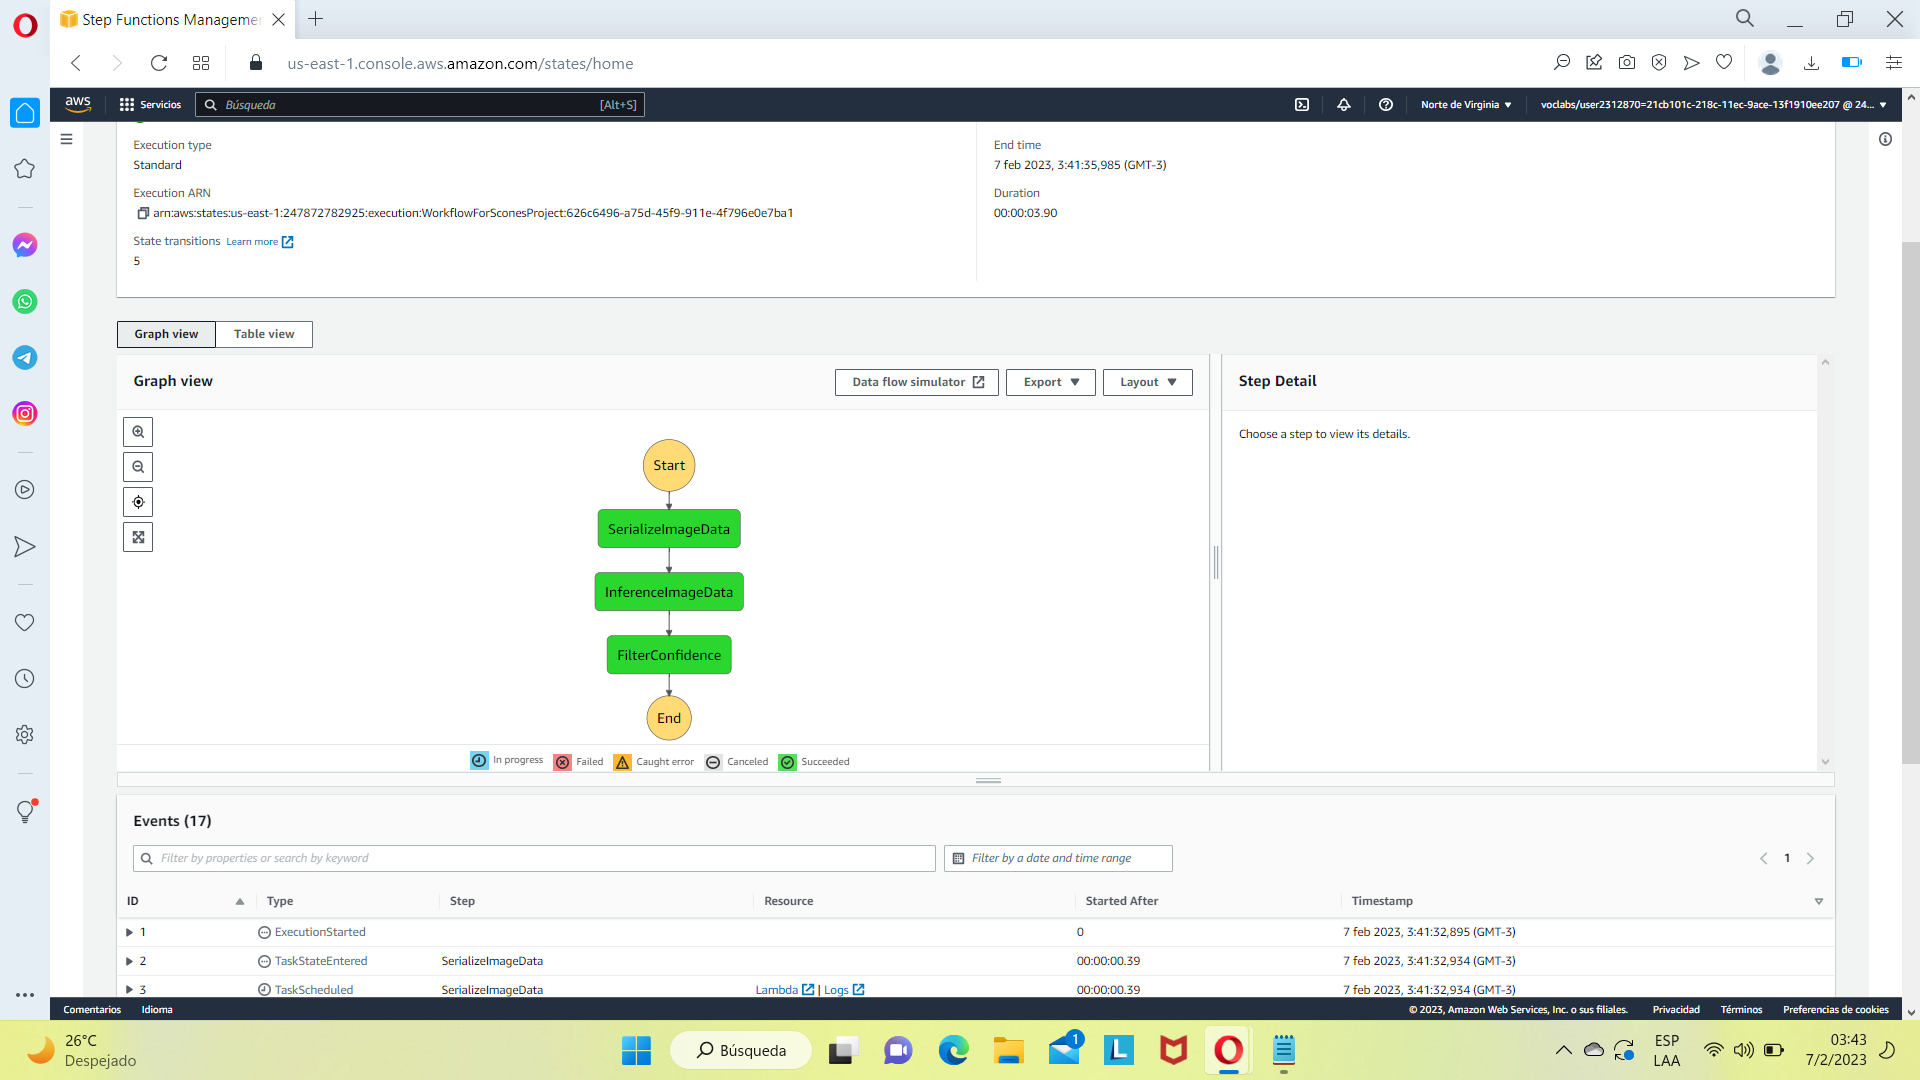 Step Functions Manageme
us-east-1.console.aws.amazon.com/states/home
aws
Servicios
Búsqueda
[Alt+S]
Norte de Virginia
voclabs/user2312870=21cb101c-218c-11ec-9ace-13f1910ee207 @ 24...
Execution type
Standard
Execution ARN
arn:aws:states:us-east-1:247872782925:execution:WorkflowForSconesProject:626c6496-a75d-45f9-911e-4f796e0e7ba1
State transitions Learn more
5
End time
7 feb 2023, 3:41:35,985 (GMT-3)
Duration
00:00:03.90
Graph view
Table view
Graph view
Data flow simulator
Export
Layout
Start
SerializeImageData
InferenceImageData
FilterConfidence
End
In progress
Failed
Caught error
Canceled
Succeeded
Step Detail
Choose a step to view its details.
Events (17)
Filter by properties or search by keyword
Filter by a date and time range
1
ID Type Step Resource Started After Timestamp
1 ExecutionStarted 0 7 feb 2023, 3:41:32,895 (GMT-3)
2 TaskStateEntered SerializeImageData 00:00:00.39 7 feb 2023, 3:41:32,934 (GMT-3)
3 TaskScheduled SerializeImageData Lambda | Logs 00:00:00.39 7 feb 2023, 3:41:32,934 (GMT-3)
Comentarios
Idioma
© 2023, Amazon Web Services, Inc. o sus filiales.
Privacidad
Términos
Preferencias de cookies
26°C
Despejado
Búsqueda
L
1
ESP
LAA
03:43
7/2/2023